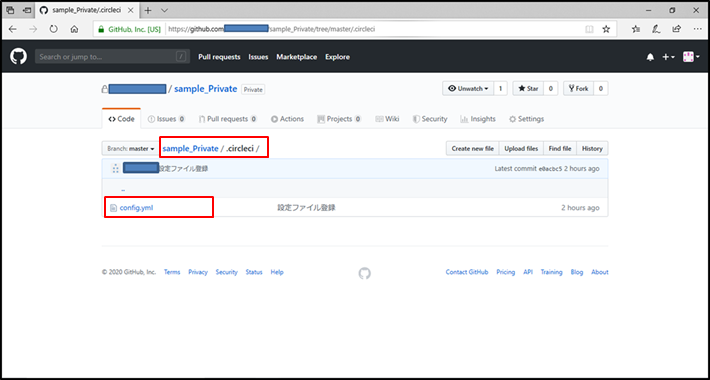 sample_Private/.circleci
GitHub, Inc. [US] https://github.com sample_Private/tree/master/.circleci
Search or jump to... / Pull requests Issues Marketplace Explore
/ sample_Private Private Unwatch 1 Star 0 Fork 0
Code Issues 0 Pull requests 0 Actions Projects 0 Wiki Security Insights Settings
Branch: master sample_Private / .circleci / Create new file Upload files Find file History
設定ファイル登録 Latest commit e0acbc5 2 hours ago
..
config.yml 設定ファイル登録 2 hours ago
© 2020 GitHub, Inc. Terms Privacy Security Status Help Contact GitHub Pricing API Training Blog About